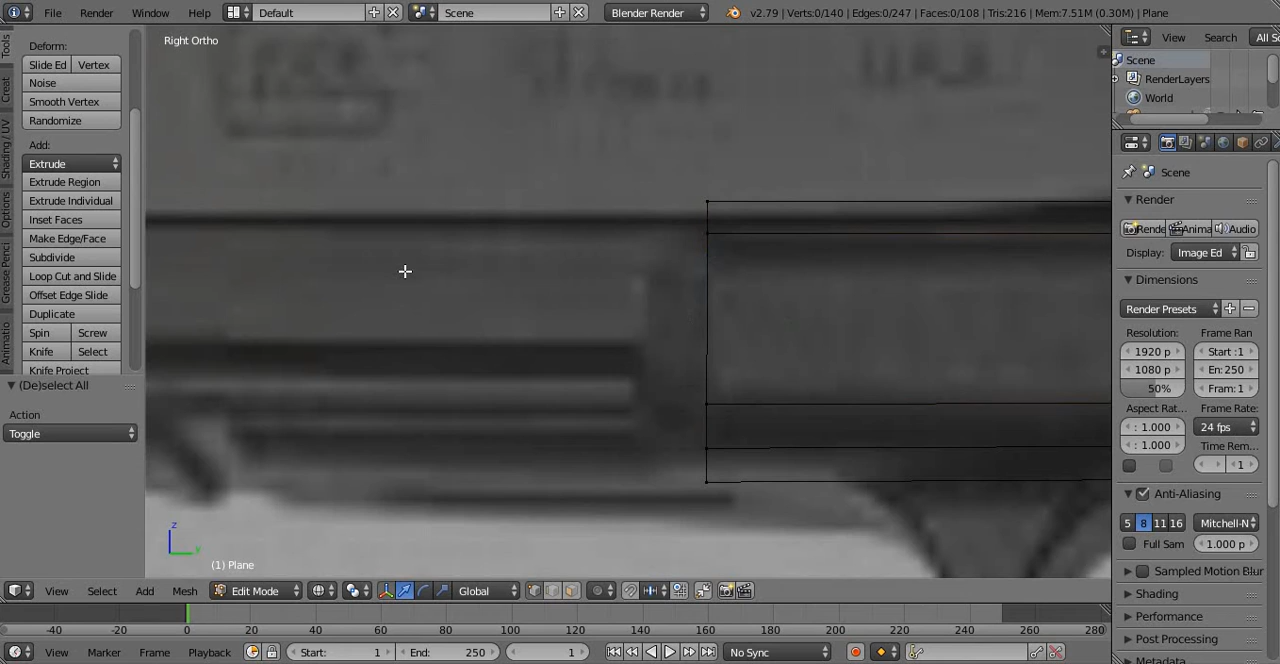 File Render Window Help Default Scene Blender Render v2.79 | Verts:0/140 | Edges:0/247 | Faces:0/108 | Tris:216 | Mem:7.51M (0.30M) | Plane
Tools
Creat
Shading / UV
Options
Grease Penci
Animatio
Deform:
Slide Ed Vertex
Noise
Smooth Vertex
Randomize
Add:
Extrude
Extrude Region
Extrude Individual
Inset Faces
Make Edge/Face
Subdivide
Loop Cut and Slide
Offset Edge Slide
Duplicate
Spin Screw
Knife Select
Knife Project
(De)select All
Action
Toggle
Right Ortho
z
y
(1) Plane
View Search All Sc
Scene
RenderLayers
World
Scene
Render
Rende Anima Audio
Display: Image Ed
Dimensions
Render Presets
Resolution: Frame Ran
1920 p Start :1
1080 p En: 250
50% Fram: 1
Aspect Rat... Frame Rate:
: 1.000 24 fps
: 1.000 Time Rem...
1
Anti-Aliasing
5 8 11 16 Mitchell-N
Full Sam 1.000 p
Sampled Motion Blur
Shading
Performance
Post Processing
Metadata
View Select Add Mesh Edit Mode Global
-40 -20 0 20 40 60 80 100 120 140 160 180 200 220 240 260 280
View Marker Frame Playback Start: 1 End: 250 1 No Sync